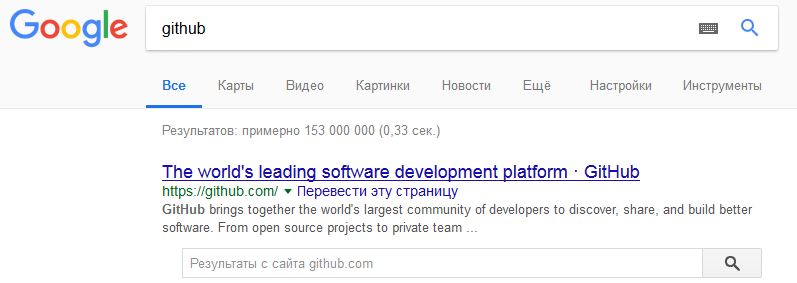 Google github
Все Карты Видео Картинки Новости Ещё Настройки Инструменты
Результатов: примерно 153 000 000 (0,33 сек.)
The world's leading software development platform · GitHub
https://github.com/ Перевести эту страницу
GitHub brings together the world's largest community of developers to discover, share, and build better
software. From open source projects to private team ...
Результаты с сайта github.com